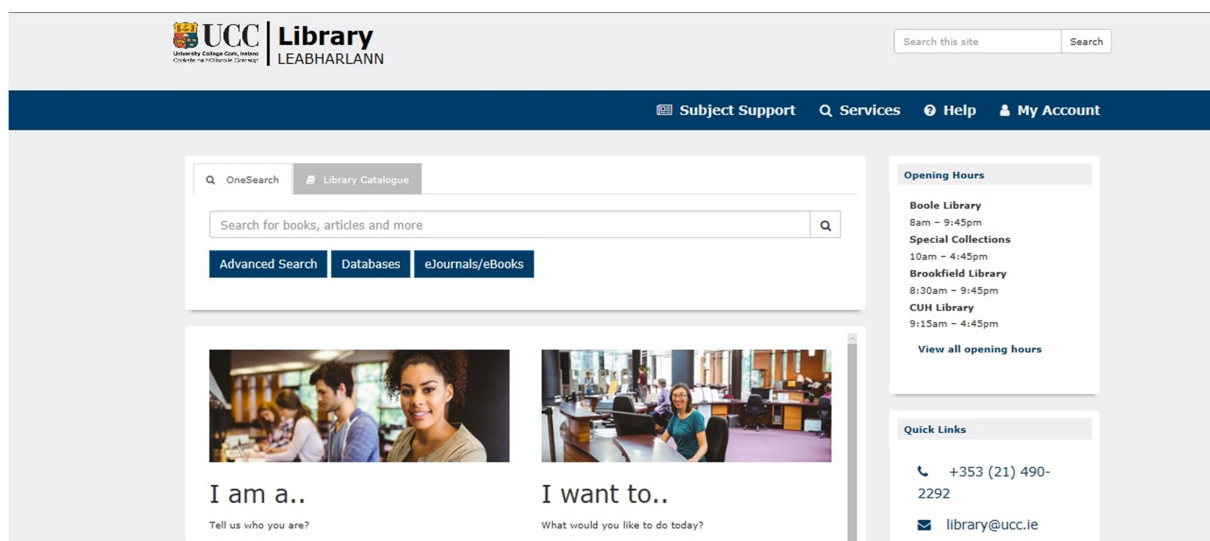 UCC
University College Cork, Ireland
Coláiste na hOllscoile Corcaigh
Library
LEABHARLANN
Search this site
Search
Subject Support
Services
Help
My Account
OneSearch
Library Catalogue
Search for books, articles and more
Advanced Search
Databases
eJournals/eBooks
I am a..
Tell us who you are?
I want to..
What would you like to do today?
Opening Hours
Boole Library
8am – 9:45pm
Special Collections
10am – 4:45pm
Brookfield Library
8:30am – 9:45pm
CUH Library
9:15am – 4:45pm
View all opening hours
Quick Links
+353 (21) 490-
2292
library@ucc.ie